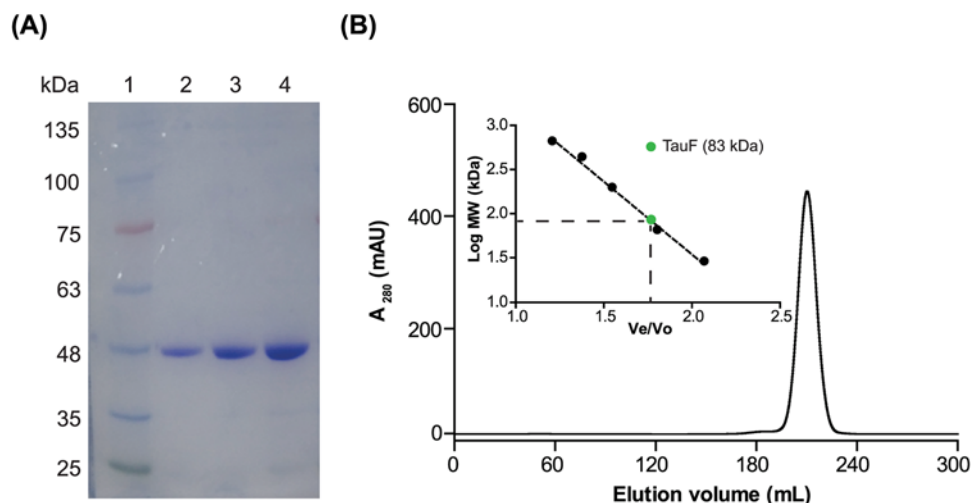 (A)
kDa 1 2 3 4
135
100
75
63
48
35
25
(B)
600
400
200
0
A280 (mAU)
0 60 120 180 240 300
Elution volume (mL)
3.0
2.5
2.0
1.5
1.0
Log MW (kDa)
1.0 1.5 2.0 2.5
Ve/Vo
TauF (83 kDa)